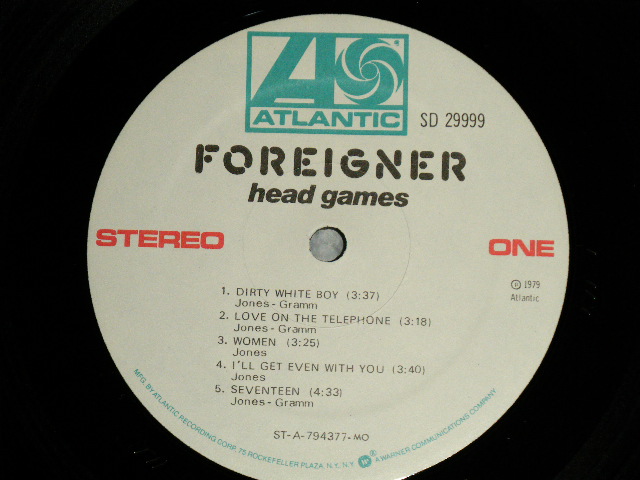 ATLANTIC
SD 29999
FOREIGNER
head games
STEREO
ONE
℗ 1979
Atlantic
1. DIRTY WHITE BOY (3:37)
Jones - Gramm
2. LOVE ON THE TELEPHONE (3:18)
Jones - Gramm
3. WOMEN (3:25)
Jones
4. I'LL GET EVEN WITH YOU (3:40)
Jones
5. SEVENTEEN (4:33)
Jones - Gramm
ST-A-794377-MO
MFG. BY ATLANTIC RECORDING CORP. 75 ROCKEFELLER PLAZA, N.Y., N.Y. ® A WARNER COMMUNICATIONS COMPANY